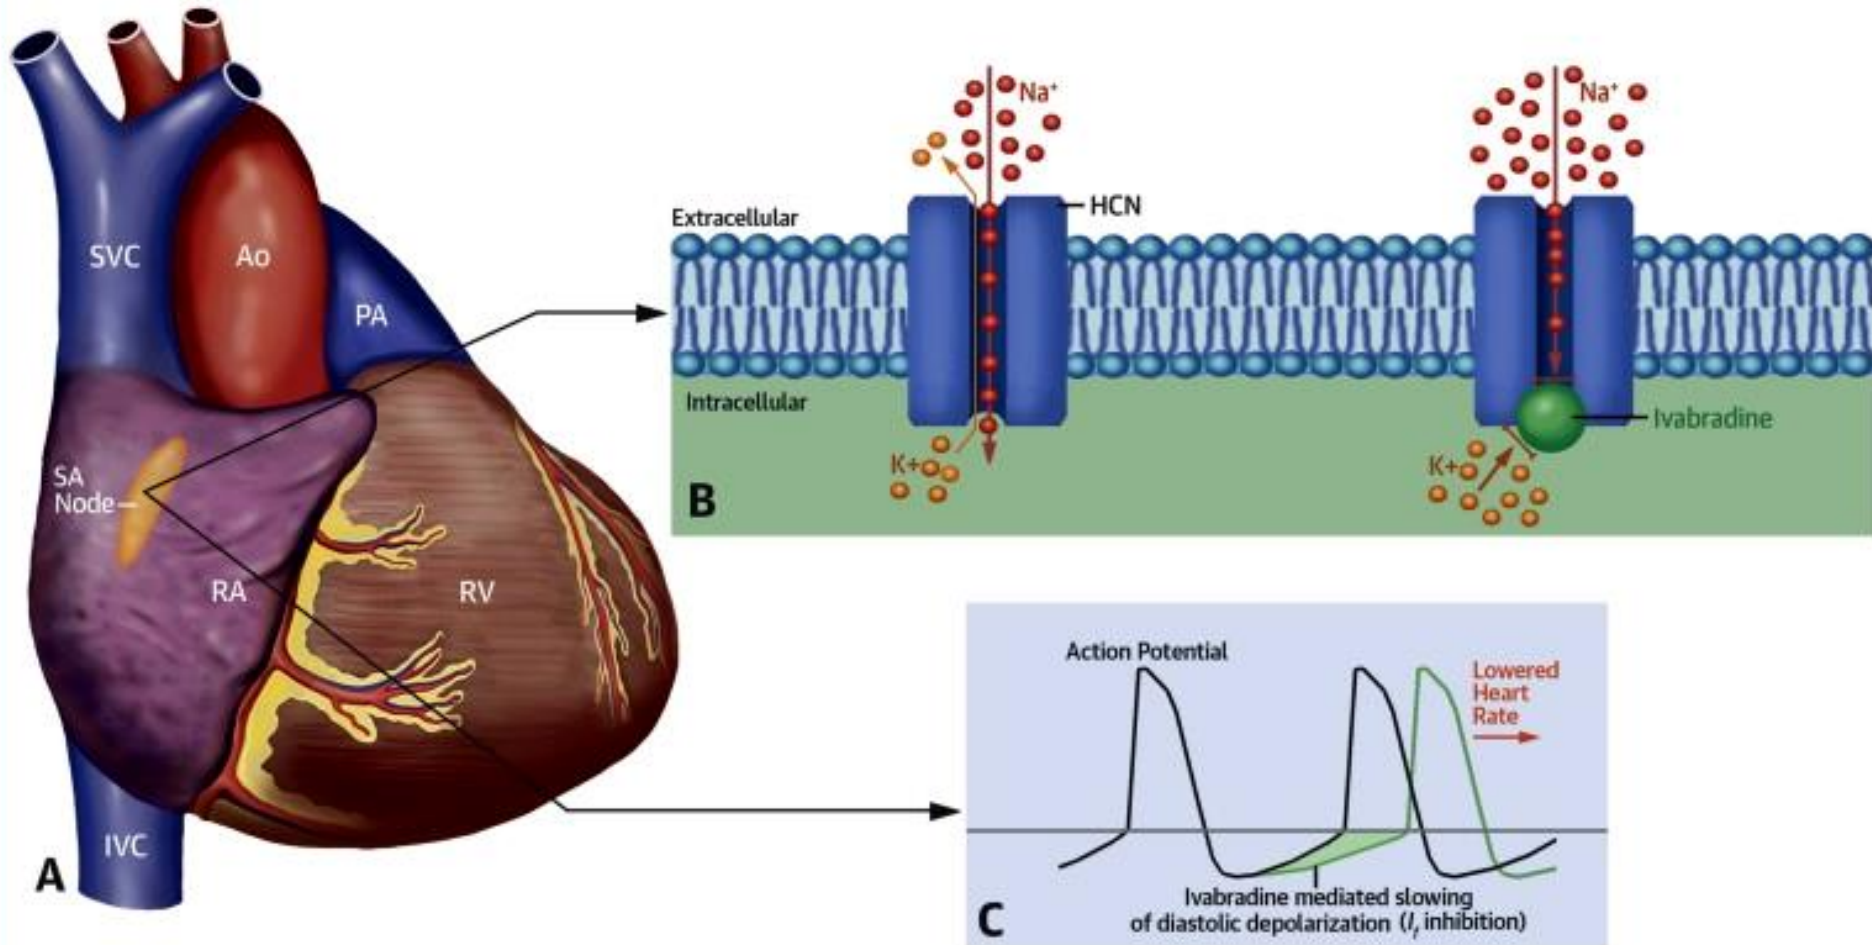 SVC
Ao
PA
SA
Node
RA
RV
IVC
A
Extracellular
Intracellular
Na⁺
HCN
K+
B
Na⁺
Ivabradine
K+
Action Potential
Lowered
Heart
Rate
Ivabradine mediated slowing
of diastolic depolarization (I_f inhibition)
C